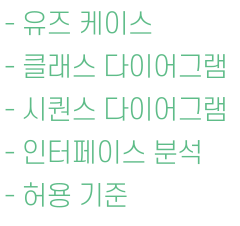 - 유즈 케이스
- 클래스 다이어그램
- 시퀀스 다이어그램
- 인터페이스 분석
- 허용 기준